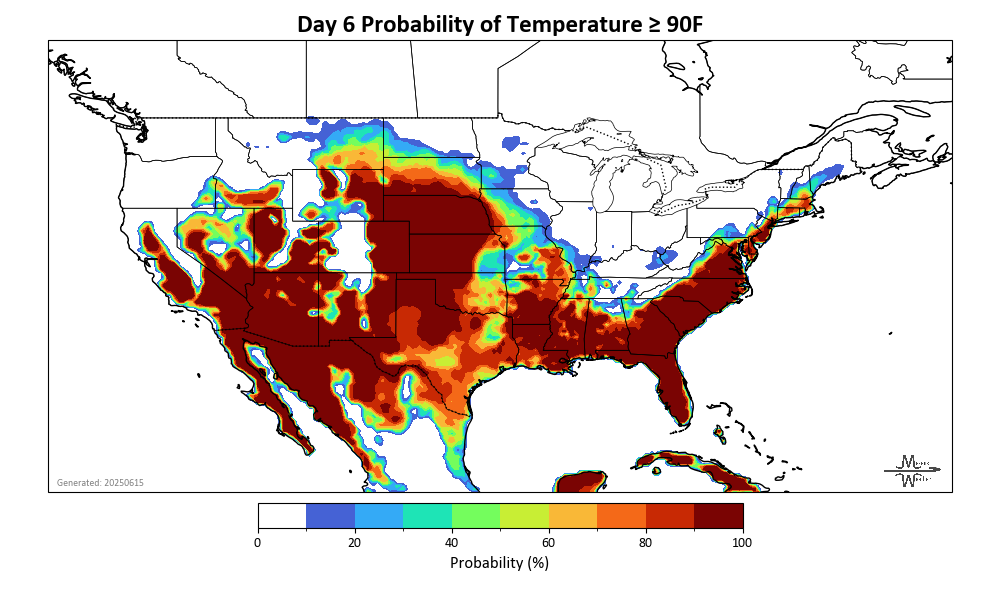 Day 6 Probability of Temperature ≥ 90F
Generated: 20250615
0 20 40 60 80 100
Probability (%)